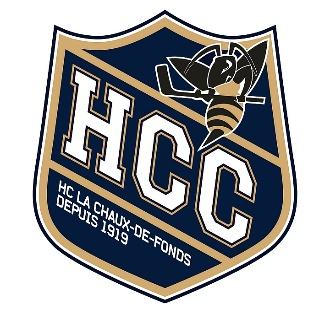 HCC
HC LA CHAUX-DE-FONDS
DEPUIS 1919